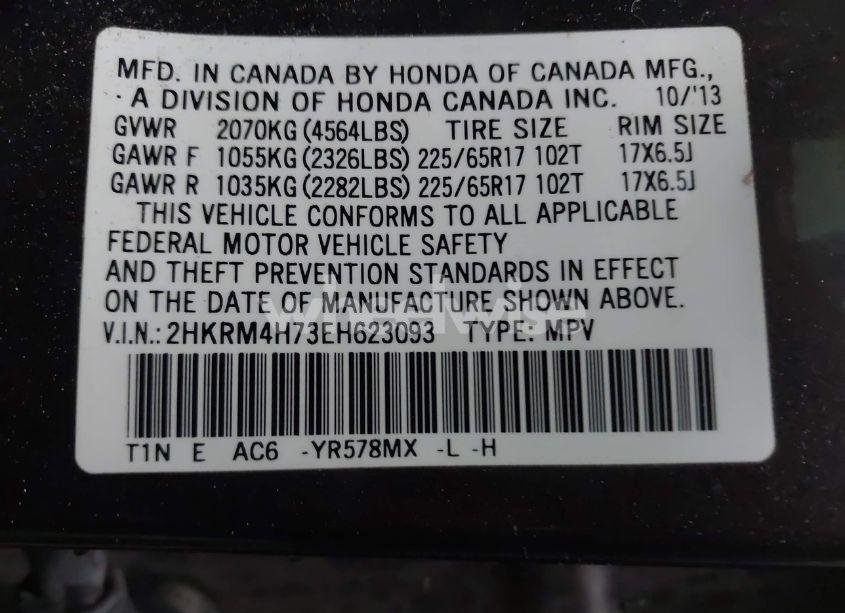 MFD. IN CANADA BY HONDA OF CANADA MFG.,
A DIVISION OF HONDA CANADA INC. 10/'13
GVWR 2070KG (4564LBS) TIRE SIZE RIM SIZE
GAWR F 1055KG (2326LBS) 225/65R17 102T 17X6.5J
GAWR R 1035KG (2282LBS) 225/65R17 102T 17X6.5J
THIS VEHICLE CONFORMS TO ALL APPLICABLE
FEDERAL MOTOR VEHICLE SAFETY
AND THEFT PREVENTION STANDARDS IN EFFECT
ON THE DATE OF MANUFACTURE SHOWN ABOVE.
V.I.N.: 2HKRM4H73EH623093 TYPE: MPV
T1N E AC6 -YR578MX -L -H